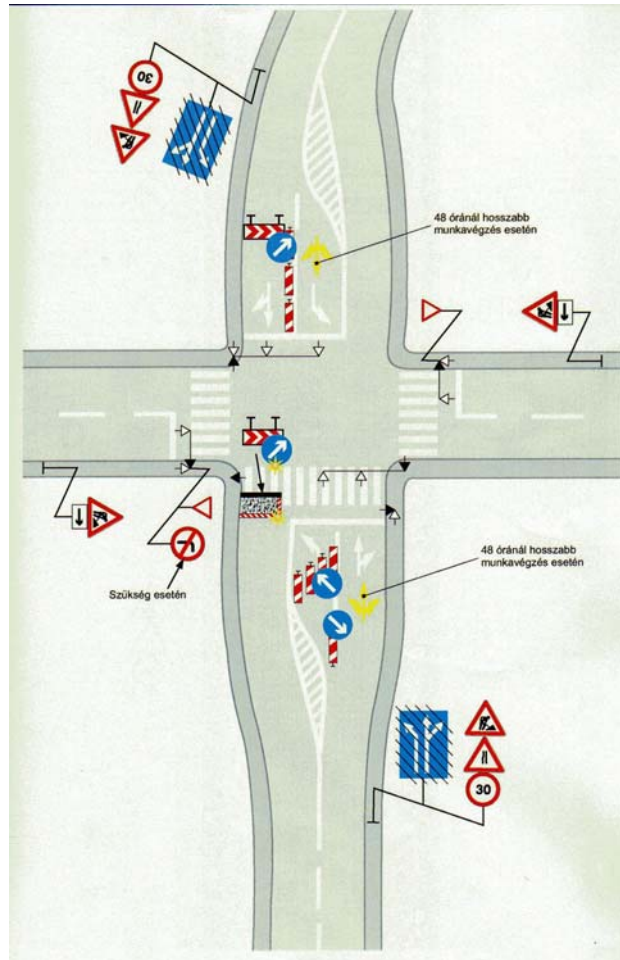 30
48 óránál hosszabb
munkavégzés esetén
Szükség esetén
48 óránál hosszabb
munkavégzés esetén
30